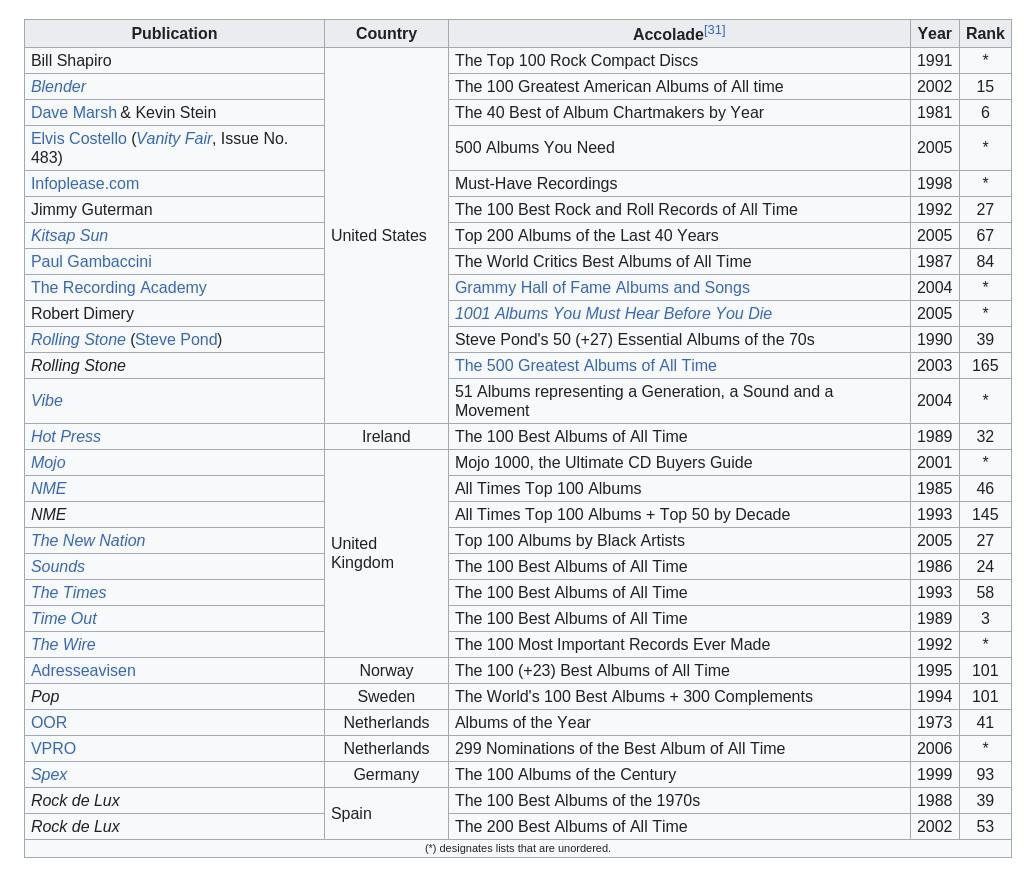 Publication Country Accolade[31] Year Rank
Bill Shapiro The Top 100 Rock Compact Discs 1991 *
Blender The 100 Greatest American Albums of All time 2002 15
Dave Marsh & Kevin Stein The 40 Best of Album Chartmakers by Year 1981 6
Elvis Costello (Vanity Fair, Issue No.
483) 500 Albums You Need 2005 *
Infoplease.com Must-Have Recordings 1998 *
Jimmy Guterman The 100 Best Rock and Roll Records of All Time 1992 27
Kitsap Sun United States Top 200 Albums of the Last 40 Years 2005 67
Paul Gambaccini The World Critics Best Albums of All Time 1987 84
The Recording Academy Grammy Hall of Fame Albums and Songs 2004 *
Robert Dimery 1001 Albums You Must Hear Before You Die 2005 *
Rolling Stone (Steve Pond) Steve Pond's 50 (+27) Essential Albums of the 70s 1990 39
Rolling Stone The 500 Greatest Albums of All Time 2003 165
Vibe 51 Albums representing a Generation, a Sound and a
Movement 2004 *
Hot Press Ireland The 100 Best Albums of All Time 1989 32
Mojo Mojo 1000, the Ultimate CD Buyers Guide 2001 *
NME All Times Top 100 Albums 1985 46
NME All Times Top 100 Albums + Top 50 by Decade 1993 145
The New Nation United
Kingdom Top 100 Albums by Black Artists 2005 27
Sounds The 100 Best Albums of All Time 1986 24
The Times The 100 Best Albums of All Time 1993 58
Time Out The 100 Best Albums of All Time 1989 3
The Wire The 100 Most Important Records Ever Made 1992 *
Adresseavisen Norway The 100 (+23) Best Albums of All Time 1995 101
Pop Sweden The World's 100 Best Albums + 300 Complements 1994 101
OOR Netherlands Albums of the Year 1973 41
VPRO Netherlands 299 Nominations of the Best Album of All Time 2006 *
Spex Germany The 100 Albums of the Century 1999 93
Rock de Lux Spain The 100 Best Albums of the 1970s 1988 39
Rock de Lux The 200 Best Albums of All Time 2002 53
(*) designates lists that are unordered.